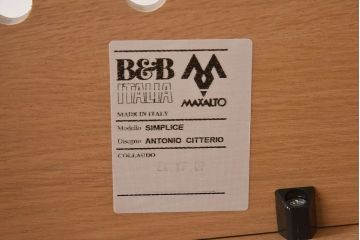 B&B
ITALIA
MAXALTO
MADE IN ITALY
Modello SIMPLICE
Disegno ANTONIO CITTERIO
COLLAUDO